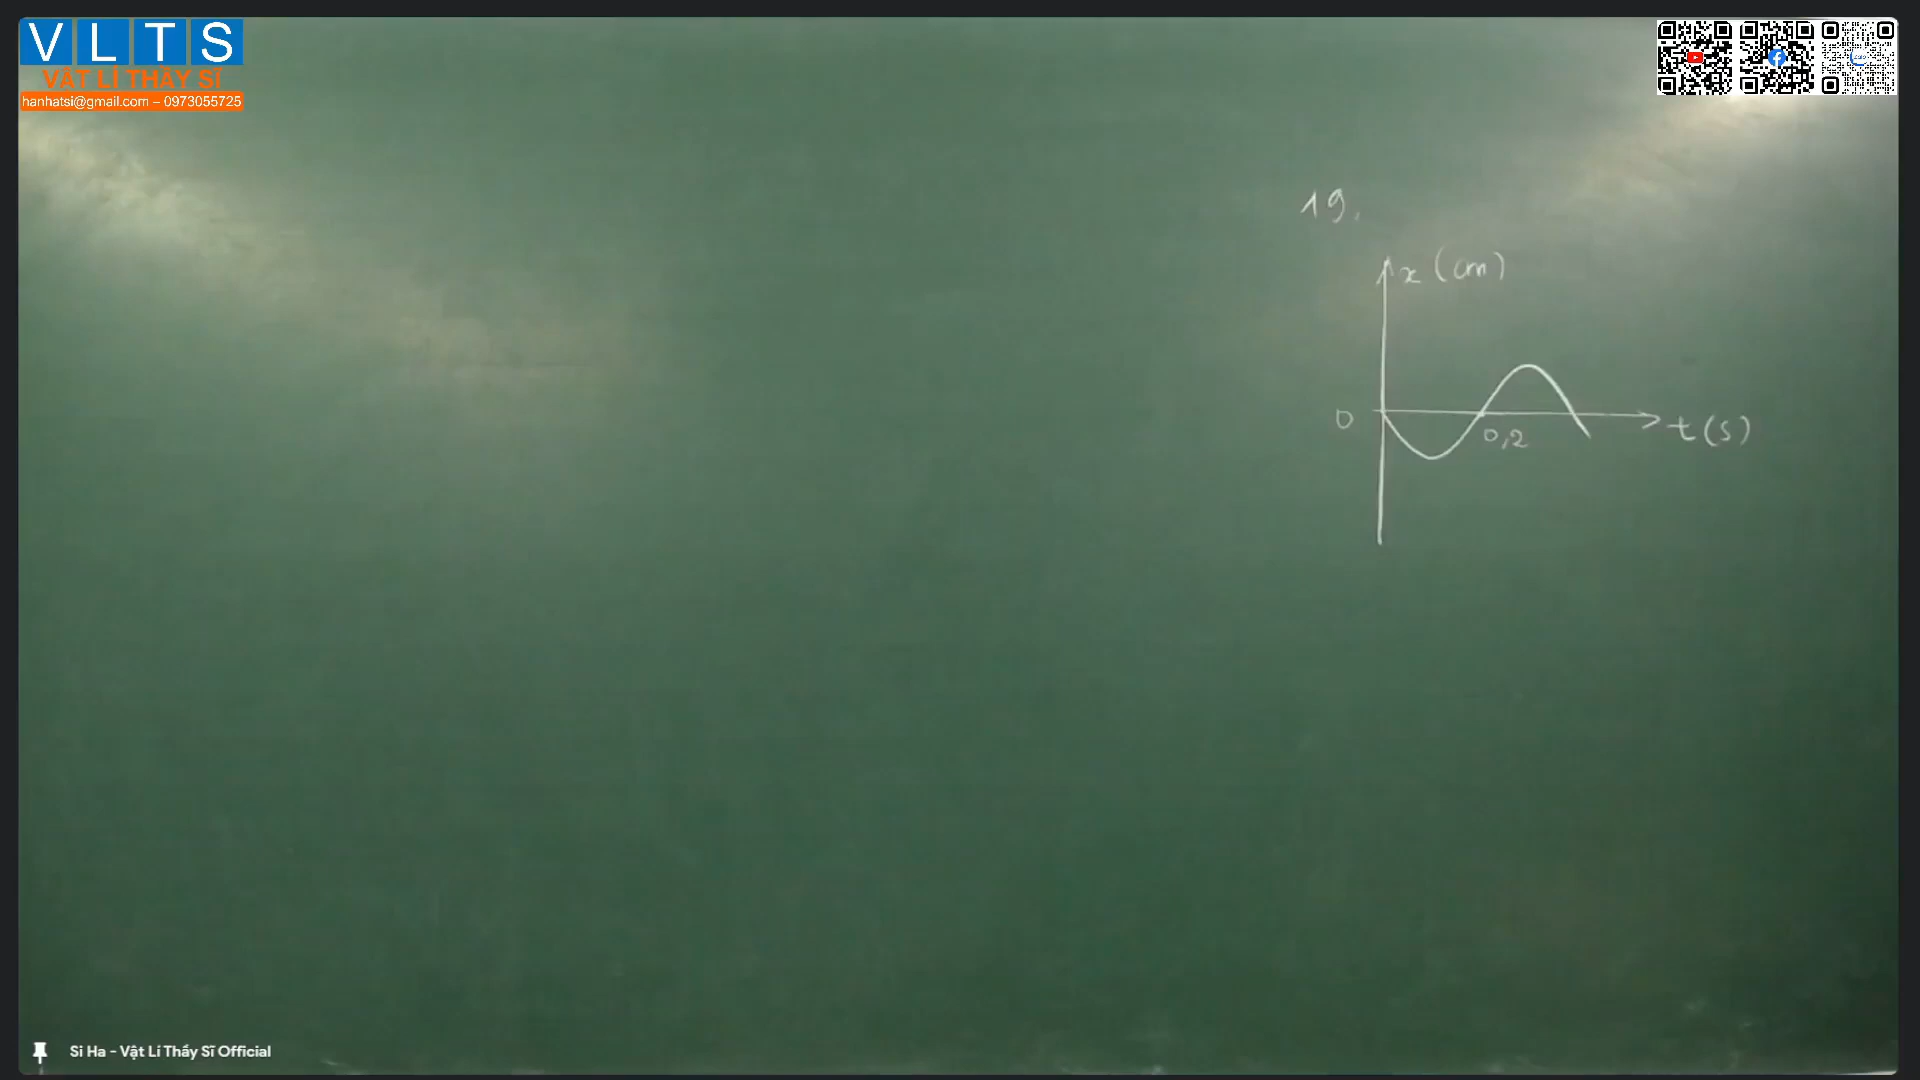 VLTS
VẬT LÍ THẦY SĨ
hanhatsi@gmail.com – 0973055725
19.
x (cm)
0
0,2
t (s)
Si Ha - Vật Lí Thầy Sĩ Official